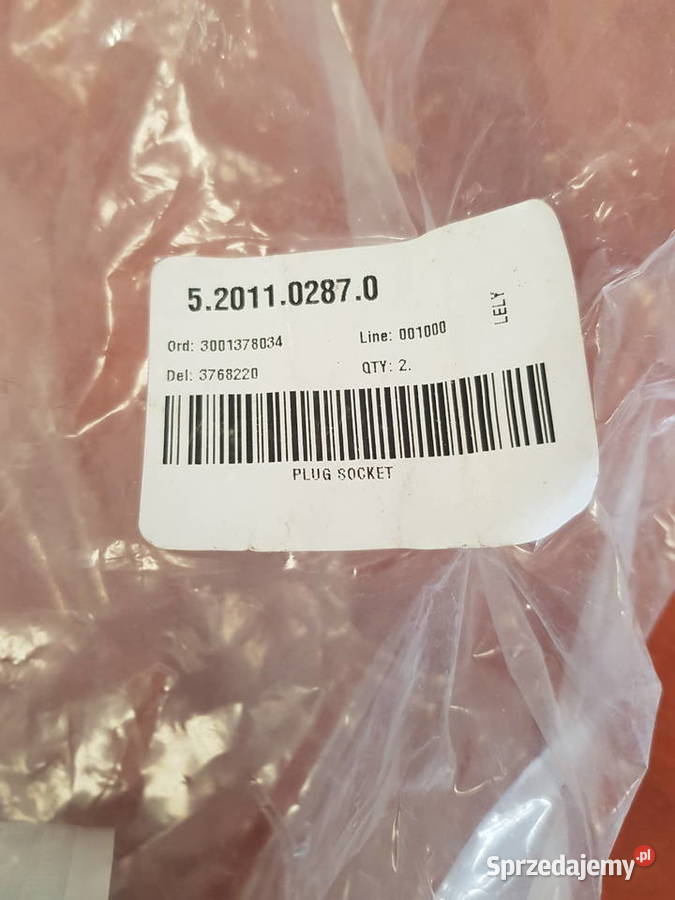 5.2011.0287.0
LELY
Ord: 3001378034 Line: 001000
Del: 3768220 QTY: 2.
PLUG SOCKET
Sprzedajemy.pl